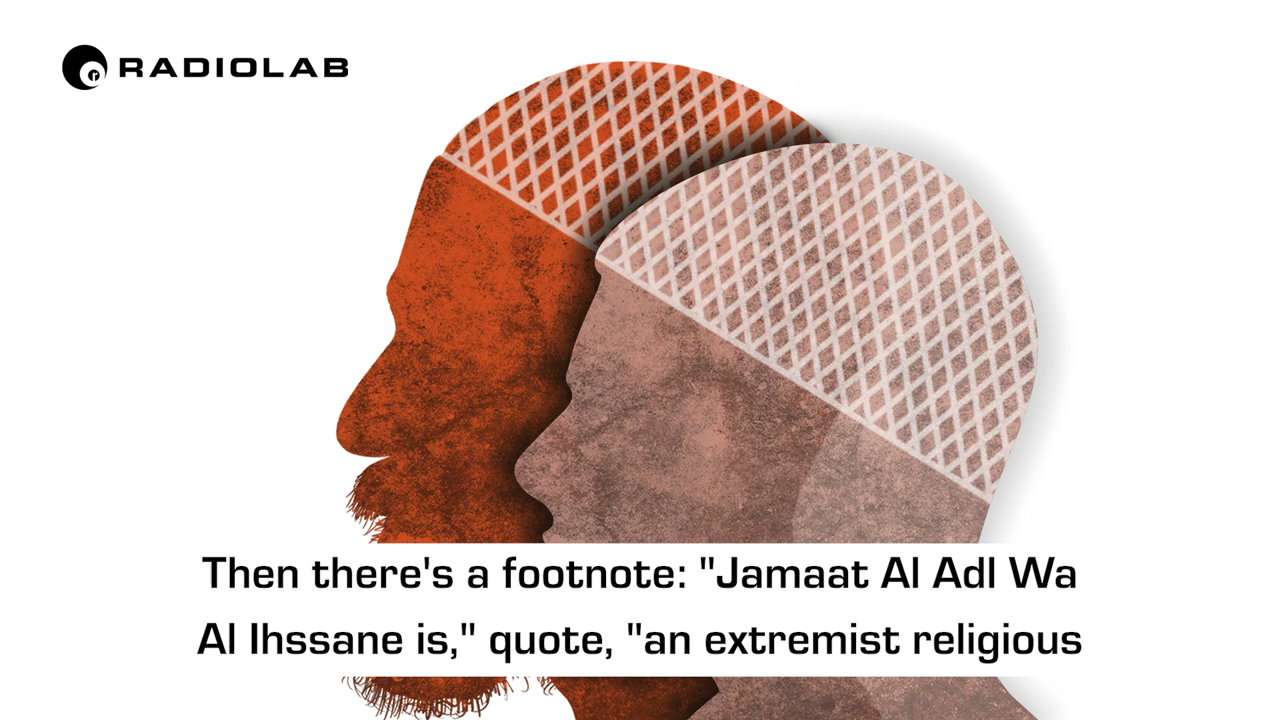 RADIOLAB
Then there's a footnote: "Jamaat Al Adl Wa
Al Ihssane is," quote, "an extremist religious